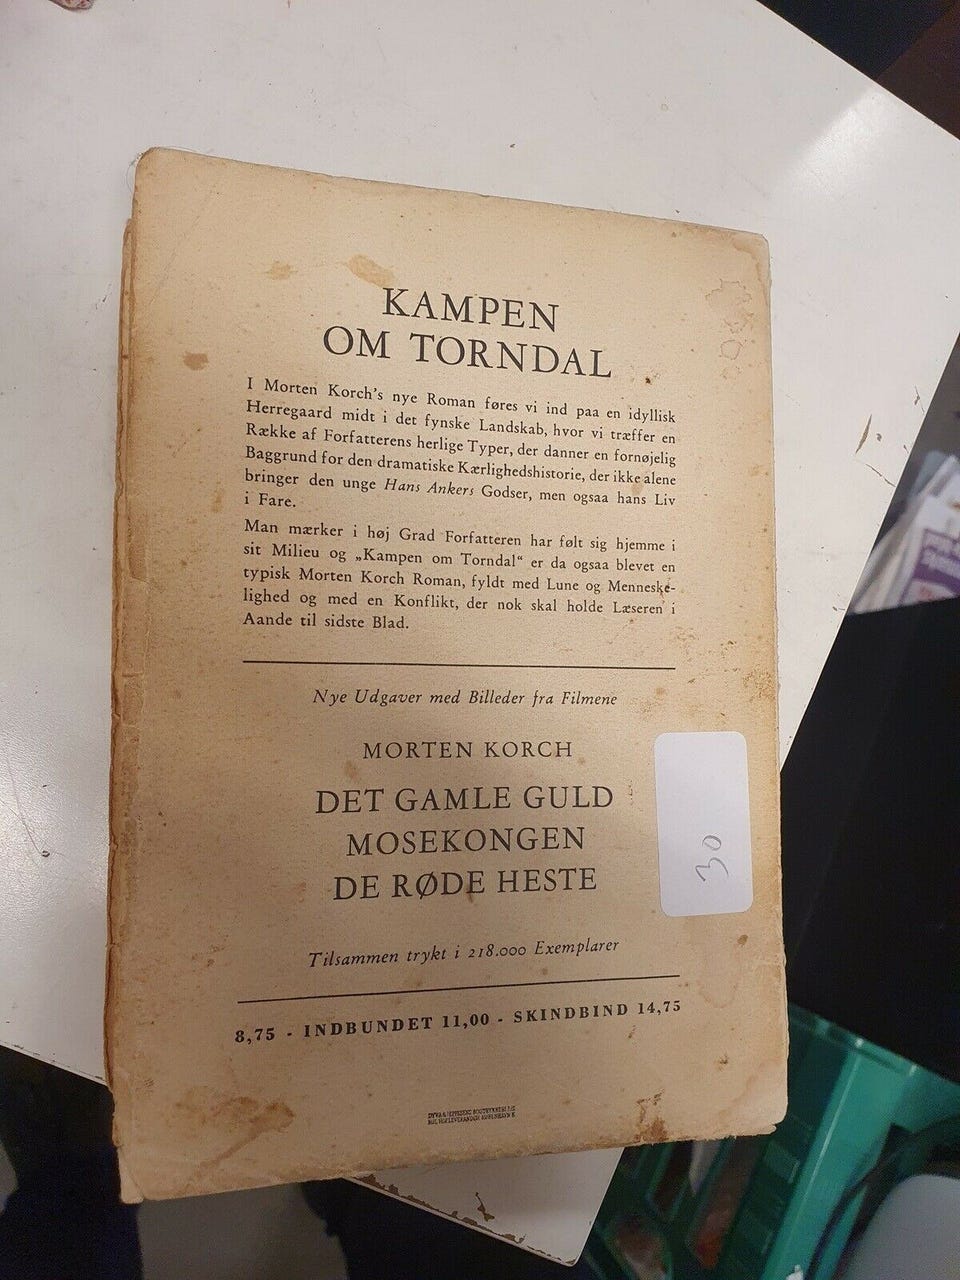 KAMPEN
OM TORNDAL
I Morten Korch's nye Roman føres vi ind paa en idyllisk
Herregaard midt i det fynske Landskab, hvor vi træffer en
Række af Forfatterens herlige Typer, der danner en fornøjelig
Baggrund for den dramatiske Kærlighedshistorie, der ikke alene
bringer den unge Hans Ankers Godser, men ogsaa hans Liv
i Fare.
Man mærker i høj Grad Forfatteren har følt sig hjemme i
sit Milieu og „Kampen om Torndal“ er da ogsaa blevet en
typisk Morten Korch Roman, fyldt med Lune og Menneske-
lighed og med en Konflikt, der nok skal holde Læseren i
Aande til sidste Blad.
Nye Udgaver med Billeder fra Filmene
MORTEN KORCH
DET GAMLE GULD
MOSEKONGEN
DE RØDE HESTE
30
Tilsammen trykt i 218.000 Exemplarer
8,75 - INDBUNDET 11,00 - SKINDBIND 14,75
DYVA & JEPPESENS BOGTRYKKERI A/S
KGL. HOFLEVERANDØR KØBENHAVN K